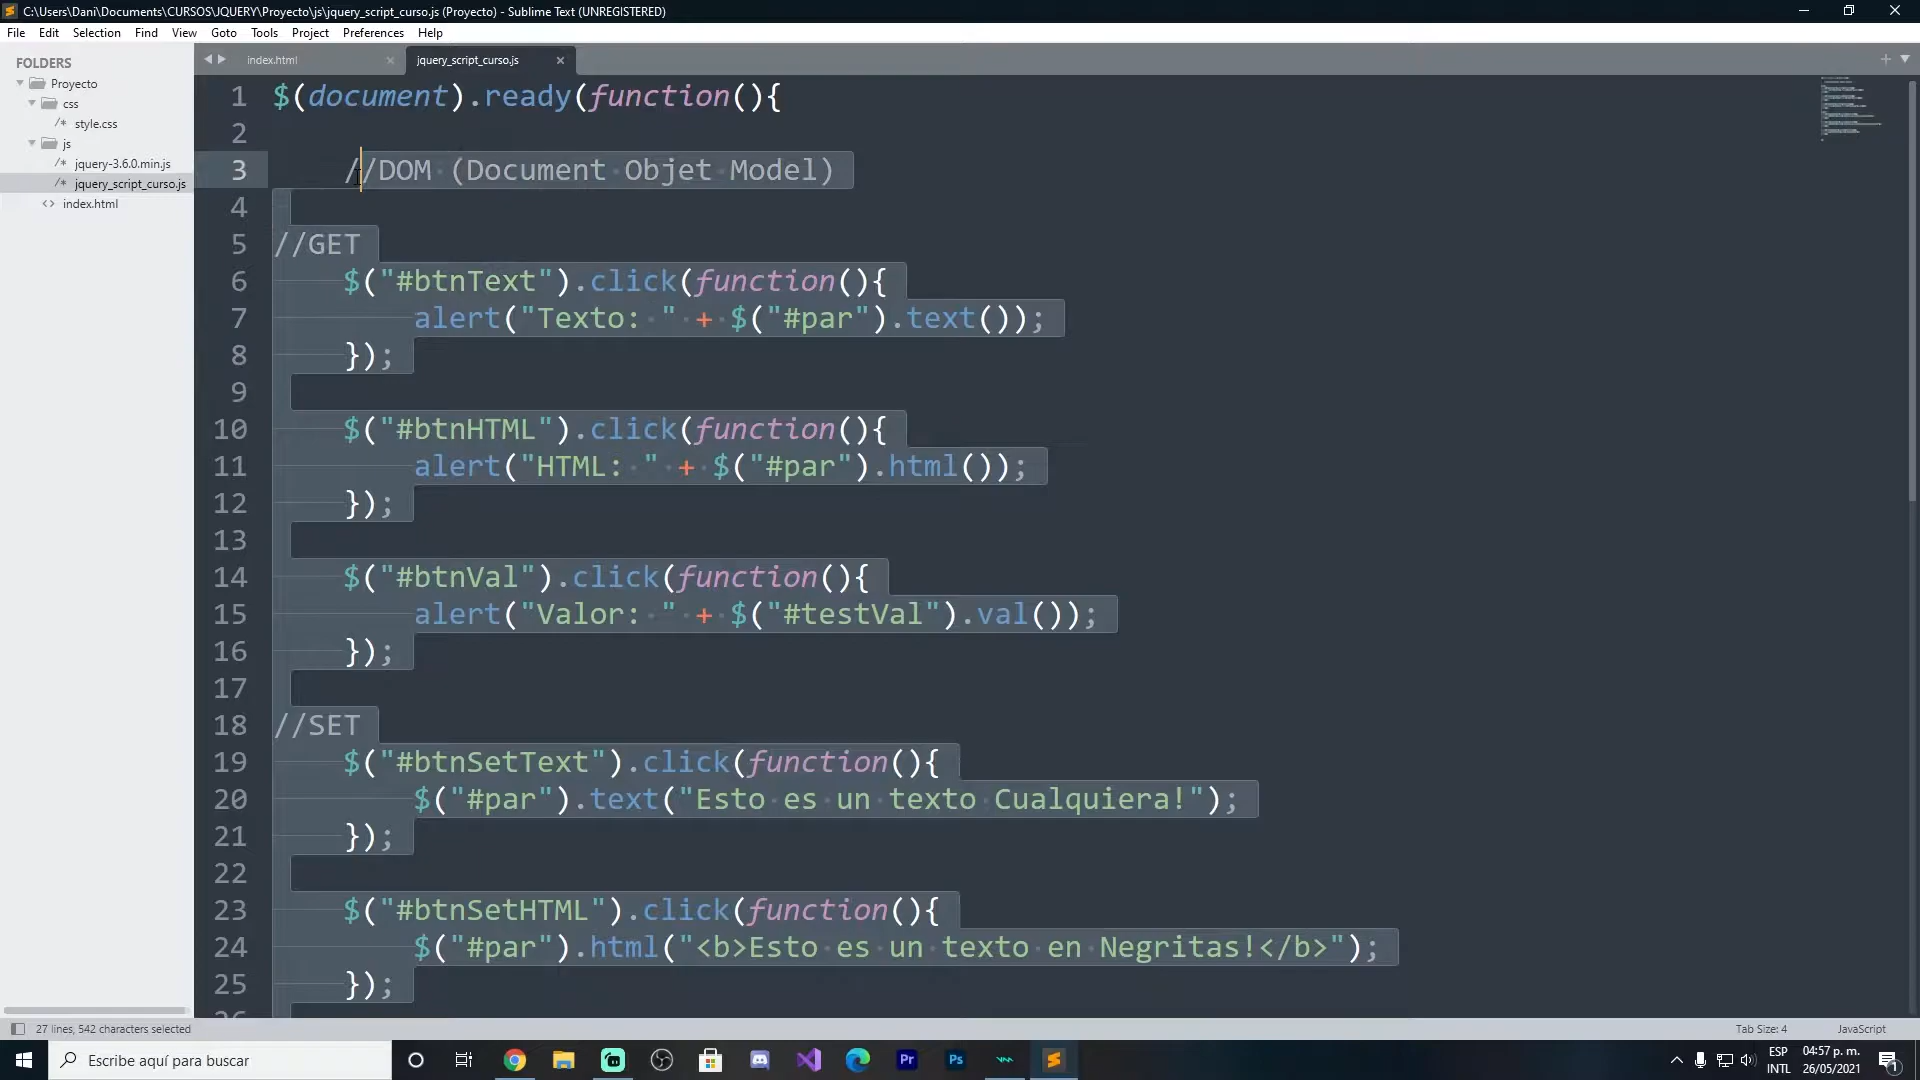 C:\Users\Dani\Documents\CURSOS\JQUERY\Proyecto\js\jquery_script_curso.js (Proyecto) - Sublime Text (UNREGISTERED)
File Edit Selection Find View Goto Tools Project Preferences Help
FOLDERS
Proyecto
css
/* style.css
js
/* jquery-3.6.0.min.js
/* jquery_script_curso.js
<> index.html
index.html × jquery_script_curso.js ×
1 $(document).ready(function(){
2
3 //DOM (Document Objet Model)
4
5 //GET
6 $("#btnText").click(function(){
7 alert("Texto: " + $("#par").text());
8 });
9
10 $("#btnHTML").click(function(){
11 alert("HTML: " + $("#par").html());
12 });
13
14 $("#btnVal").click(function(){
15 alert("Valor: " + $("#testVal").val());
16 });
17
18 //SET
19 $("#btnSetText").click(function(){
20 $("#par").text("Esto es un texto Cualquiera!");
21 });
22
23 $("#btnSetHTML").click(function(){
24 $("#par").html("<b>Esto es un texto en Negritas!</b>");
25 });
27 lines, 542 characters selected
Tab Size: 4
JavaScript
Escribe aquí para buscar
Pr
Ps
ESP
INTL
04:57 p. m.
26/05/2021
1